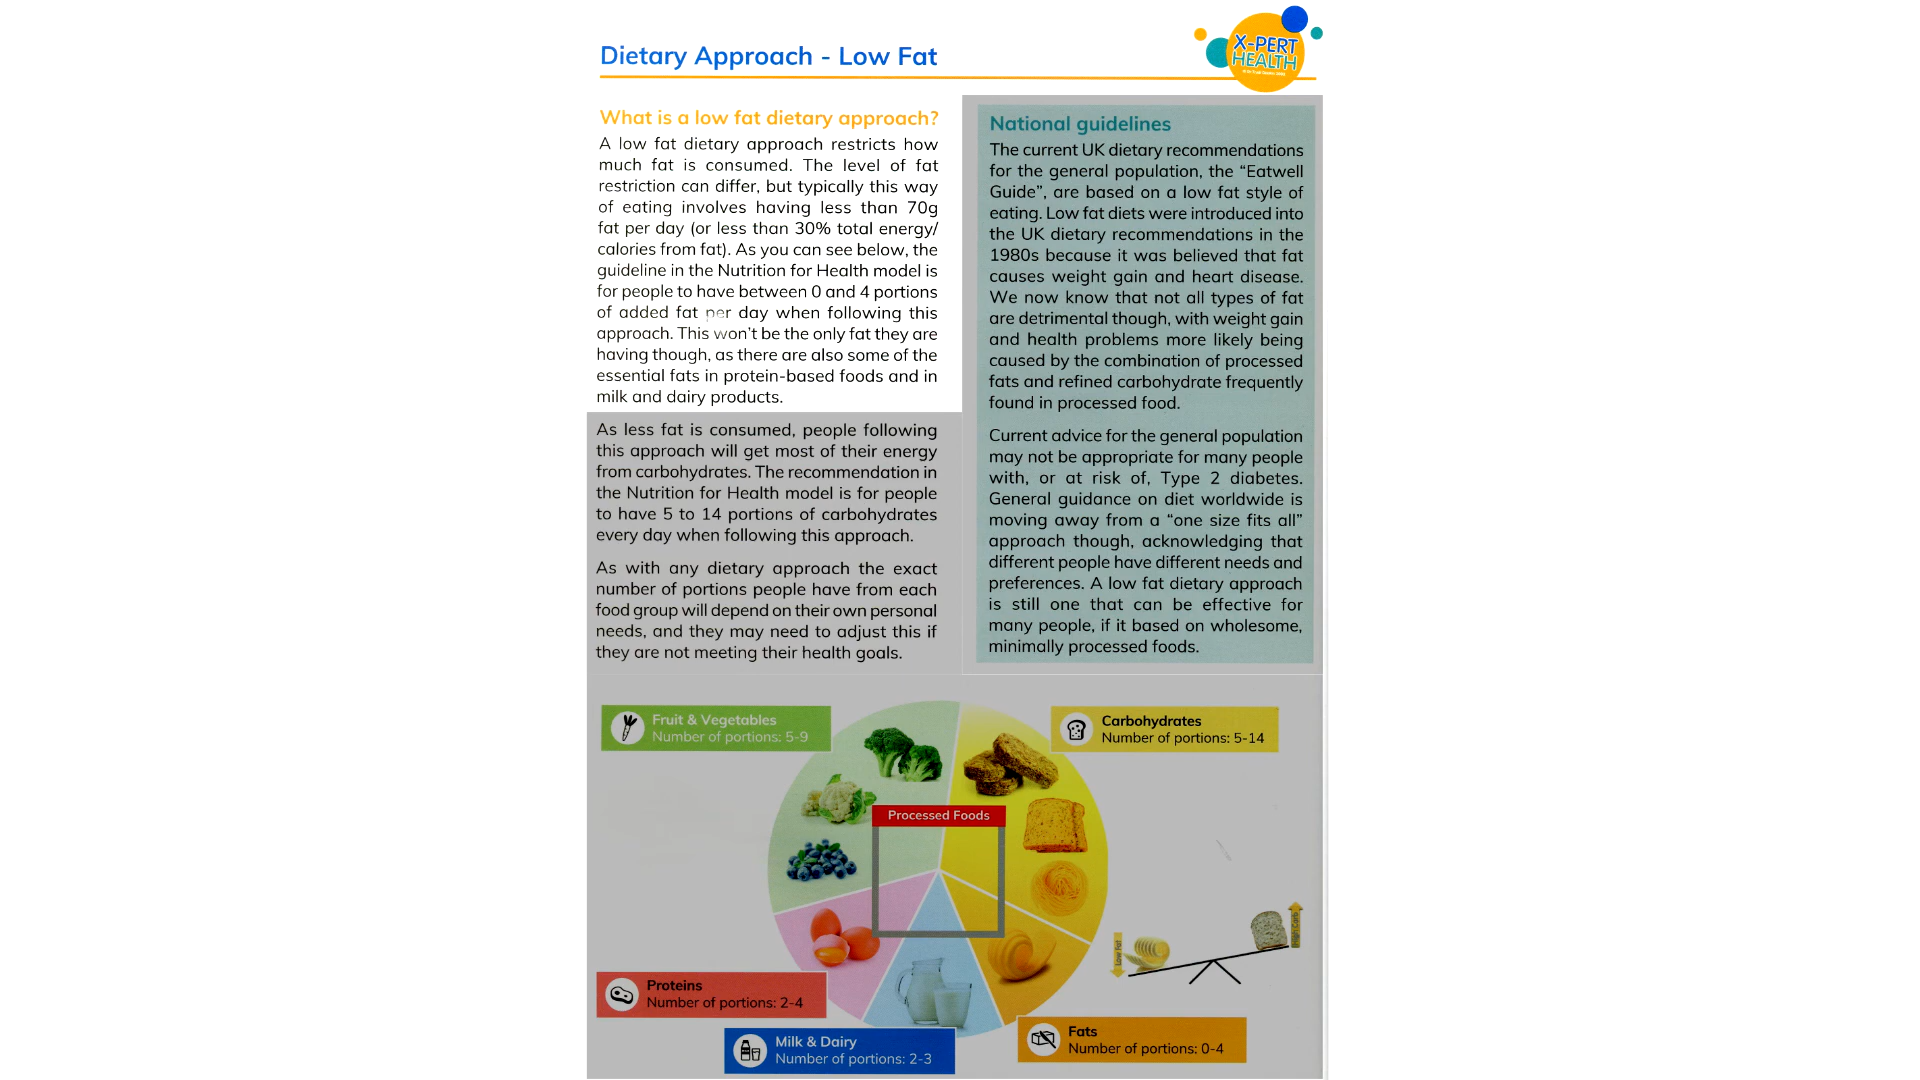 Dietary Approach - Low Fat
X-PERT
HEALTH
What is a low fat dietary approach?
A low fat dietary approach restricts how
much fat is consumed. The level of fat
restriction can differ, but typically this way
of eating involves having less than 70g
fat per day (or less than 30% total energy/
calories from fat). As you can see below, the
guideline in the Nutrition for Health model is
for people to have between 0 and 4 portions
of added fat per day when following this
approach. This won't be the only fat they are
having though, as there are also some of the
essential fats in protein-based foods and in
milk and dairy products.
As less fat is consumed, people following
this approach will get most of their energy
from carbohydrates. The recommendation in
the Nutrition for Health model is for people
to have 5 to 14 portions of carbohydrates
every day when following this approach.
As with any dietary approach the exact
number of portions people have from each
food group will depend on their own personal
needs, and they may need to adjust this if
they are not meeting their health goals.
National guidelines
The current UK dietary recommendations
for the general population, the “Eatwell
Guide”, are based on a low fat style of
eating. Low fat diets were introduced into
the UK dietary recommendations in the
1980s because it was believed that fat
causes weight gain and heart disease.
We now know that not all types of fat
are detrimental though, with weight gain
and health problems more likely being
caused by the combination of processed
fats and refined carbohydrate frequently
found in processed food.
Current advice for the general population
may not be appropriate for many people
with, or at risk of, Type 2 diabetes.
General guidance on diet worldwide is
moving away from a “one size fits all”
approach though, acknowledging that
different people have different needs and
preferences. A low fat dietary approach
is still one that can be effective for
many people, if it based on wholesome,
minimally processed foods.
Fruit & Vegetables
Number of portions: 5-9
Carbohydrates
Number of portions: 5-14
Processed Foods
Low Fat
High Carb
Proteins
Number of portions: 2-4
Fats
Number of portions: 0-4
Milk & Dairy
Number of portions: 2-3